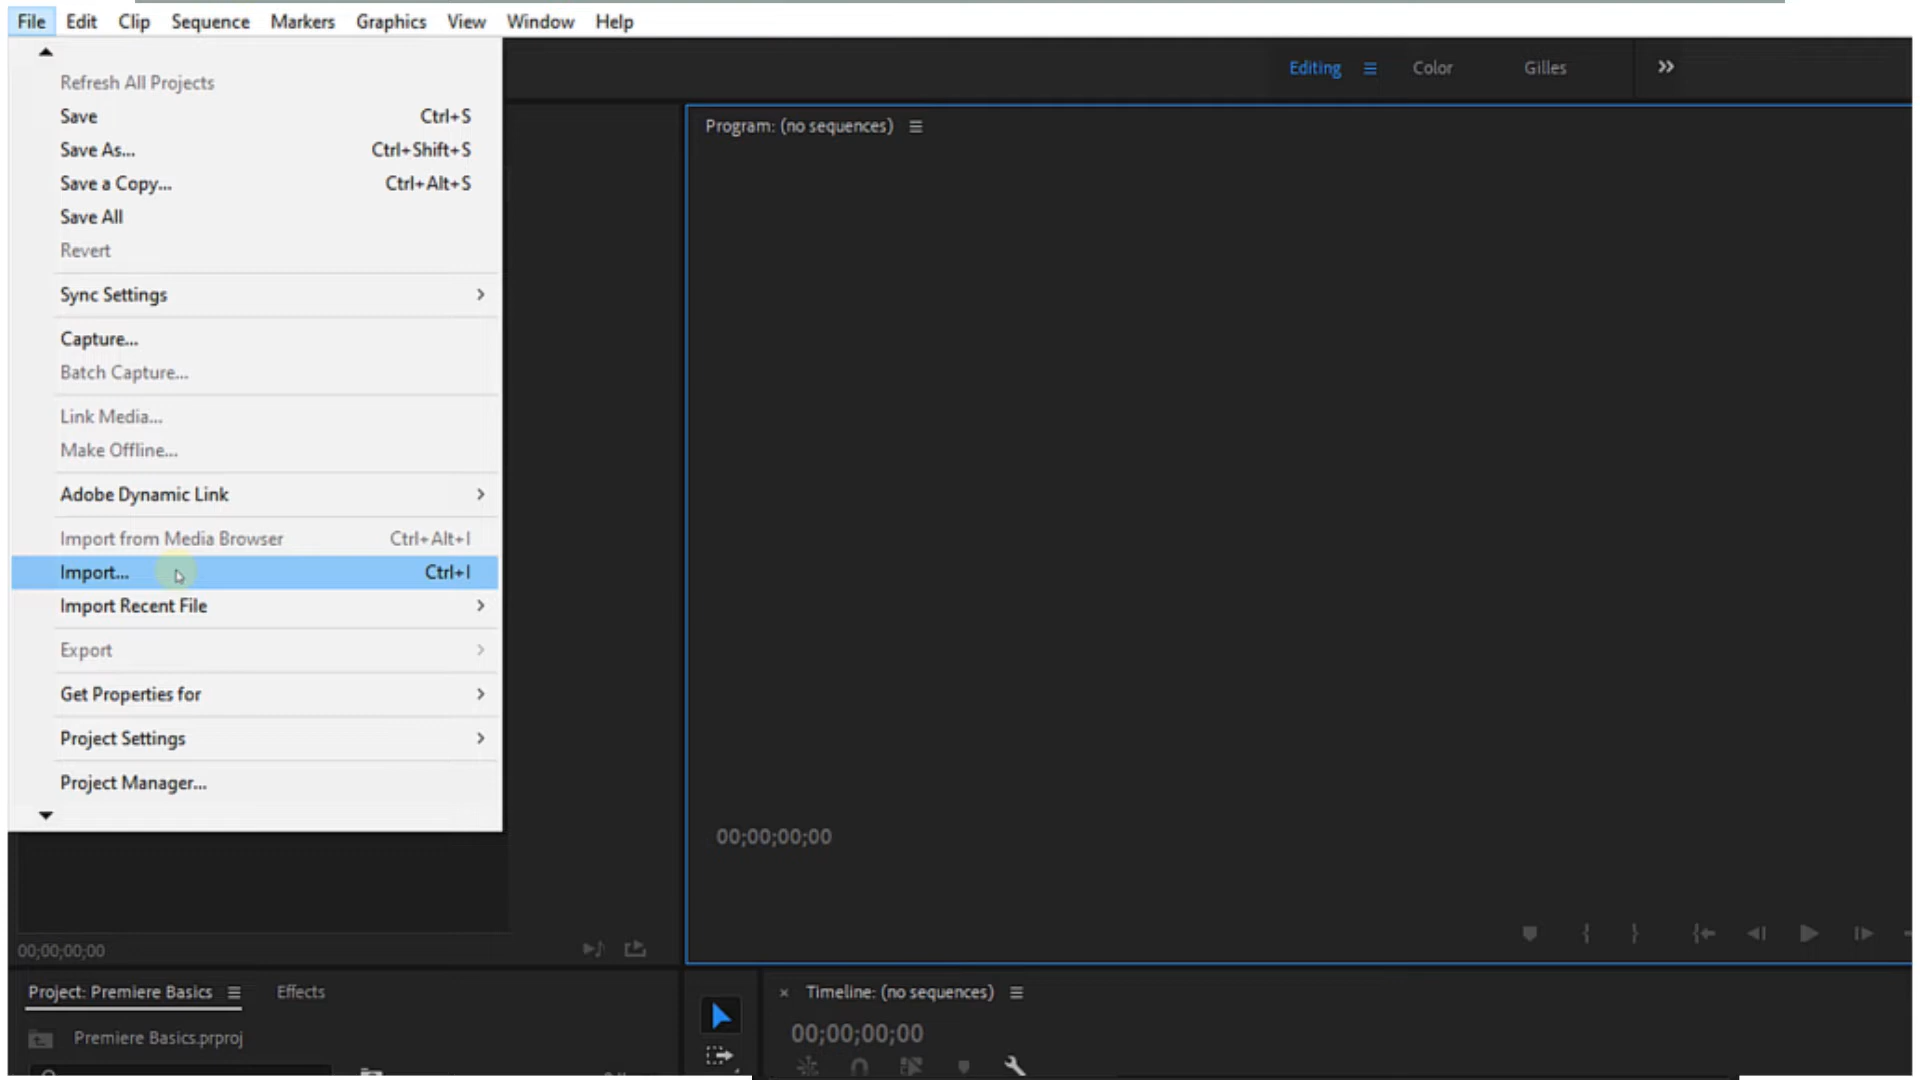 File Edit Clip Sequence Markers Graphics View Window Help
Editing Color Gilles
Refresh All Projects
Save Ctrl+S
Save As... Ctrl+Shift+S
Save a Copy... Ctrl+Alt+S
Save All
Revert
Sync Settings
Capture...
Batch Capture...
Link Media...
Make Offline...
Adobe Dynamic Link
Import from Media Browser Ctrl+Alt+I
Import... Ctrl+I
Import Recent File
Export
Get Properties for
Project Settings
Project Manager...
Program: (no sequences)
00;00;00;00
00;00;00;00
Project: Premiere Basics Effects
Premiere Basics.prproj
Timeline: (no sequences)
00;00;00;00